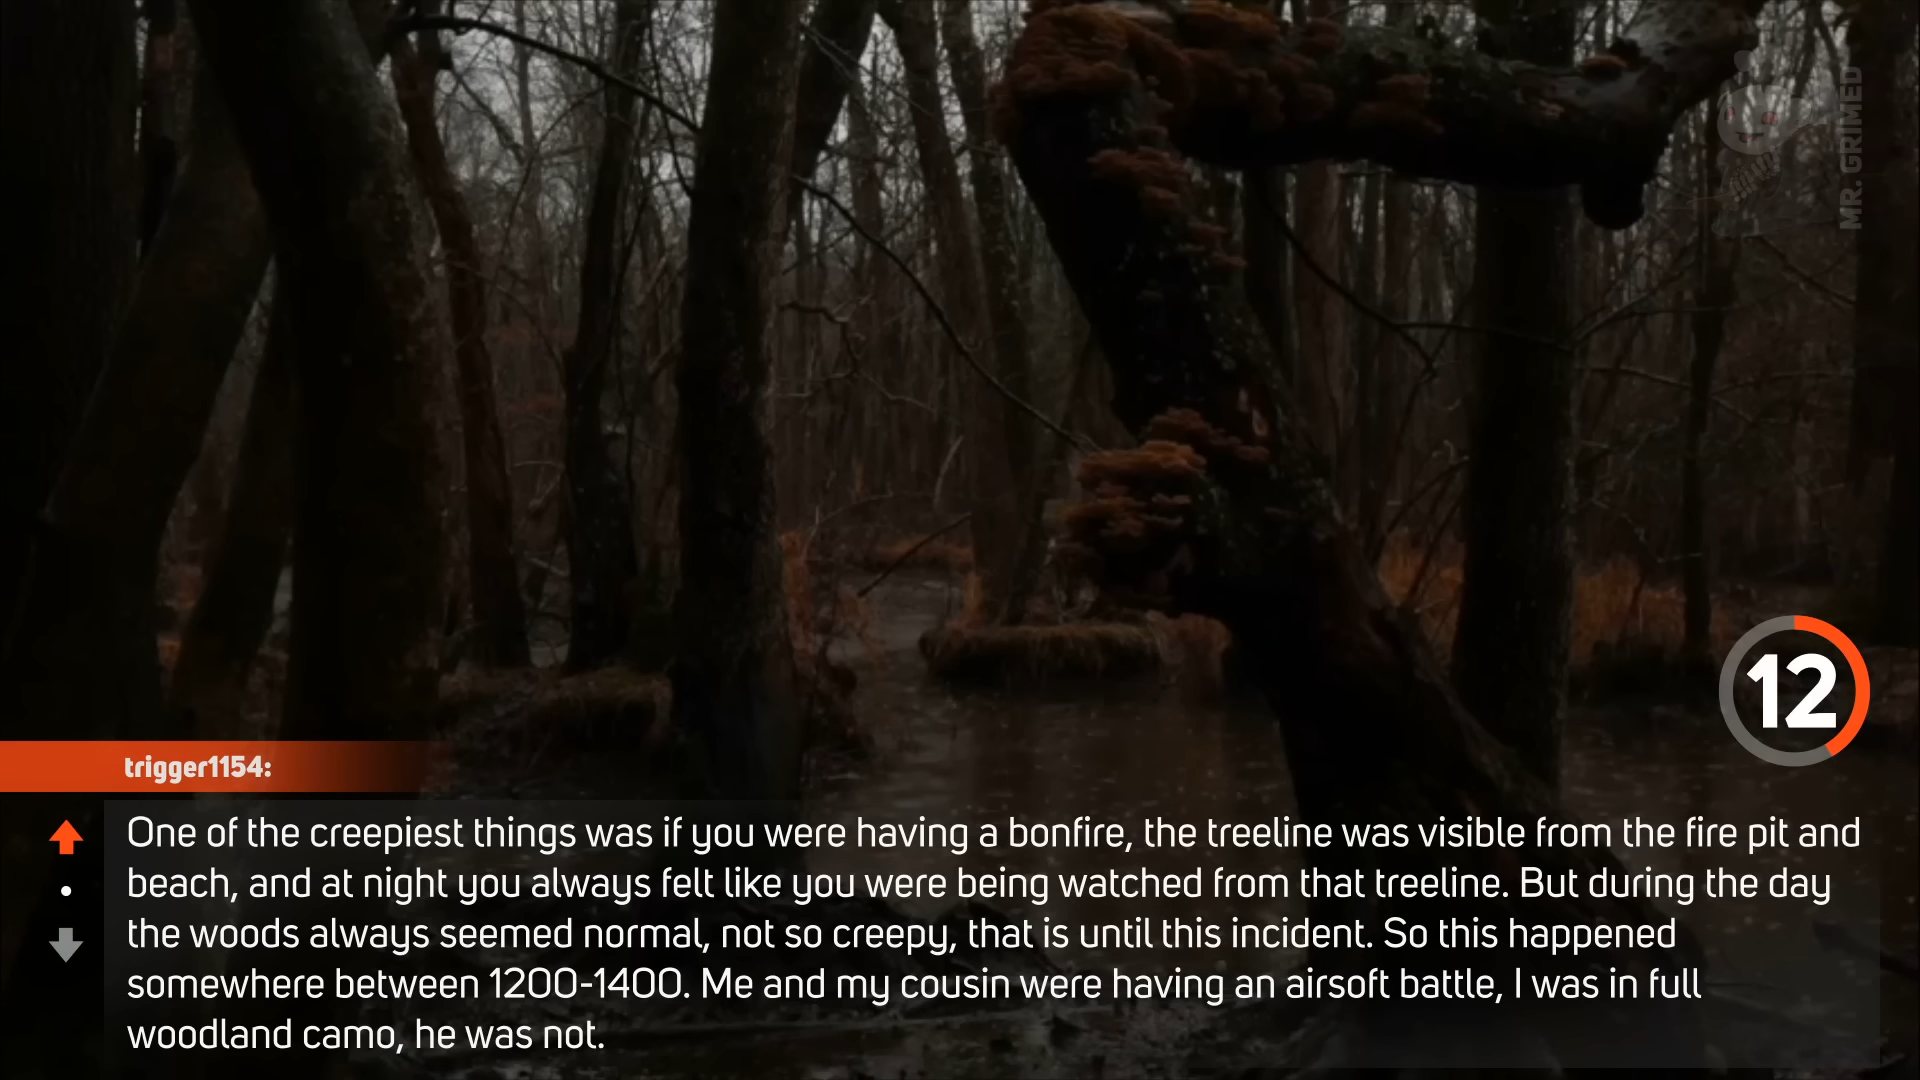 MR. GRIMED
12
trigger1154:
One of the creepiest things was if you were having a bonfire, the treeline was visible from the fire pit and
beach, and at night you always felt like you were being watched from that treeline. But during the day
the woods always seemed normal, not so creepy, that is until this incident. So this happened
somewhere between 1200-1400. Me and my cousin were having an airsoft battle, I was in full
woodland camo, he was not.